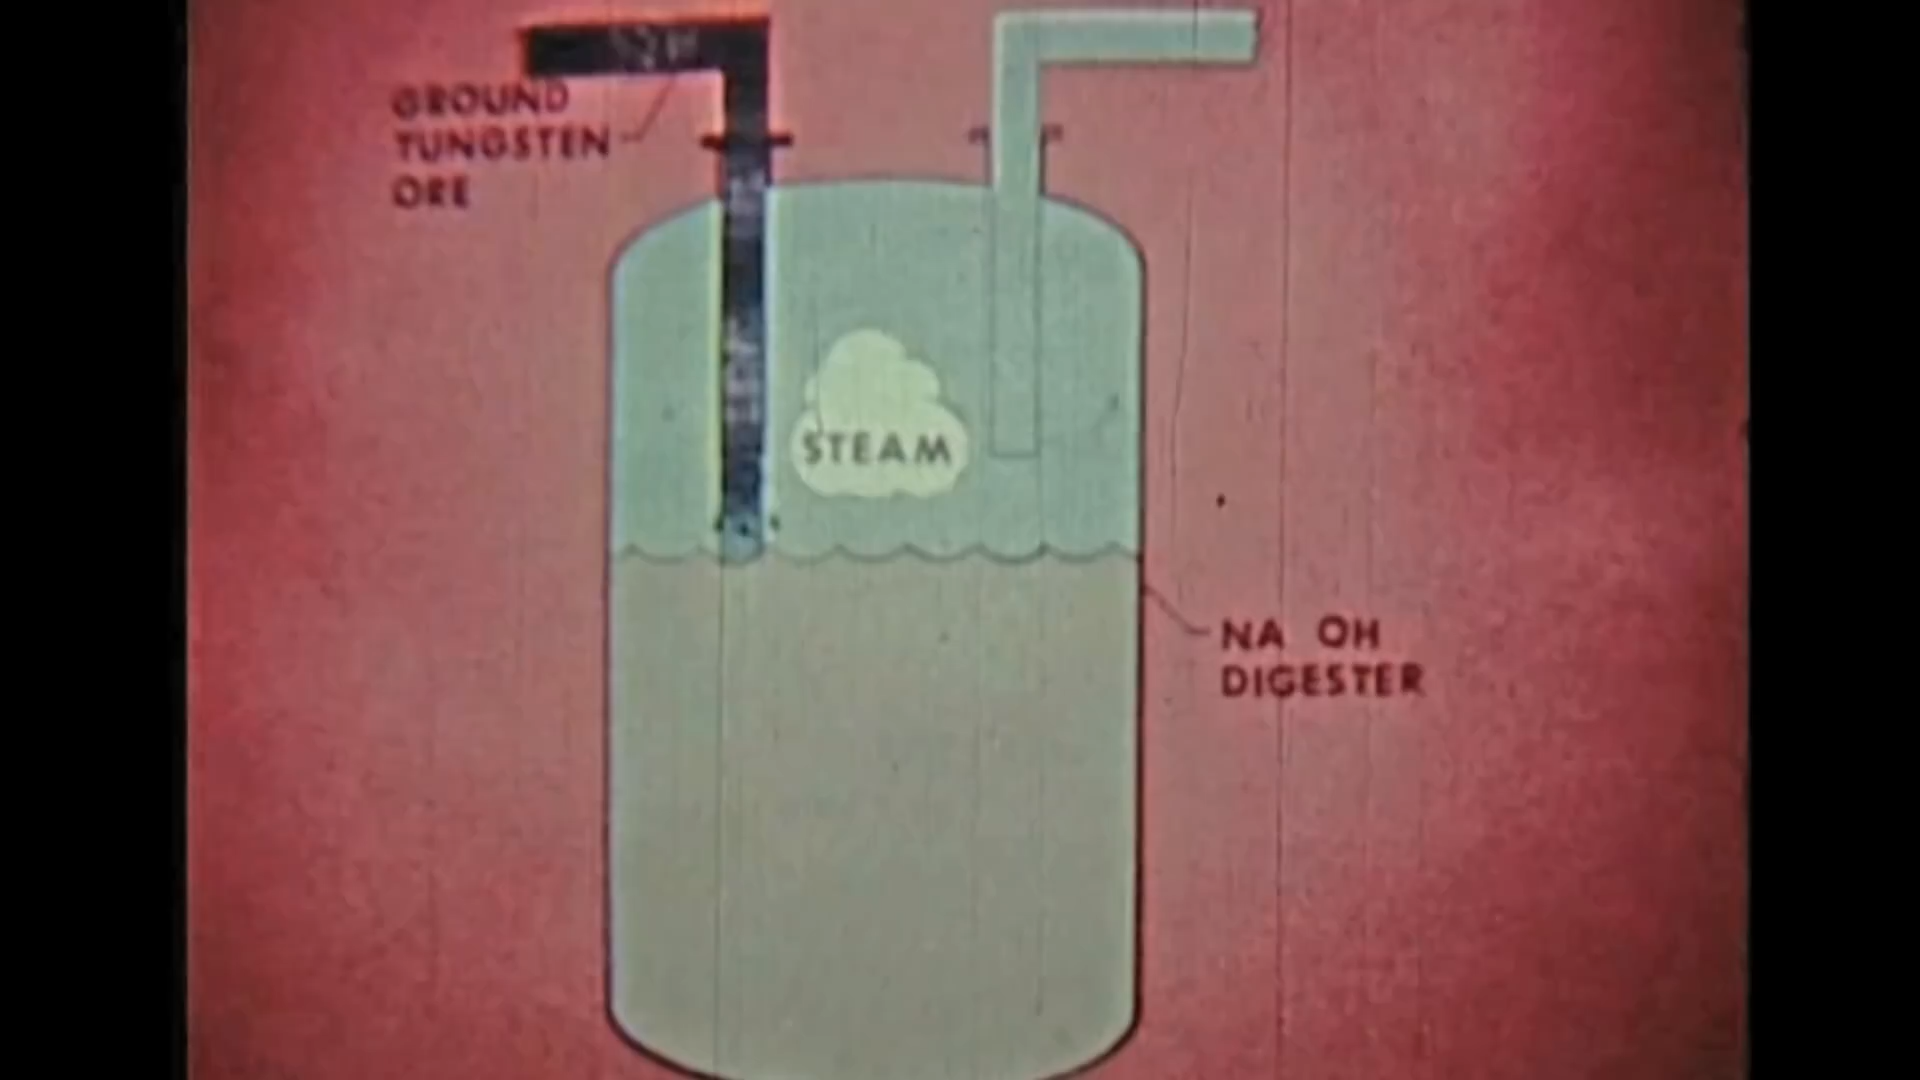 GROUND
TUNGSTEN
ORE
STEAM
NA OH
DIGESTER